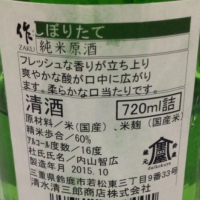 作
ZAKU
しぼりたて
純米原酒
フレッシュな香りが立ち上り
爽やかな酸が口中に広がり
ます。柔らかな口当たりです。
清酒
720ml詰
原材料/米(国産)、米麹(国産米)
精米歩合/60%
アルコール度数/16度
杜氏氏名/内山智広
製造年月 2015.10
三重県鈴鹿市若松東三丁目9番33号
清水清三郎商店株式会社